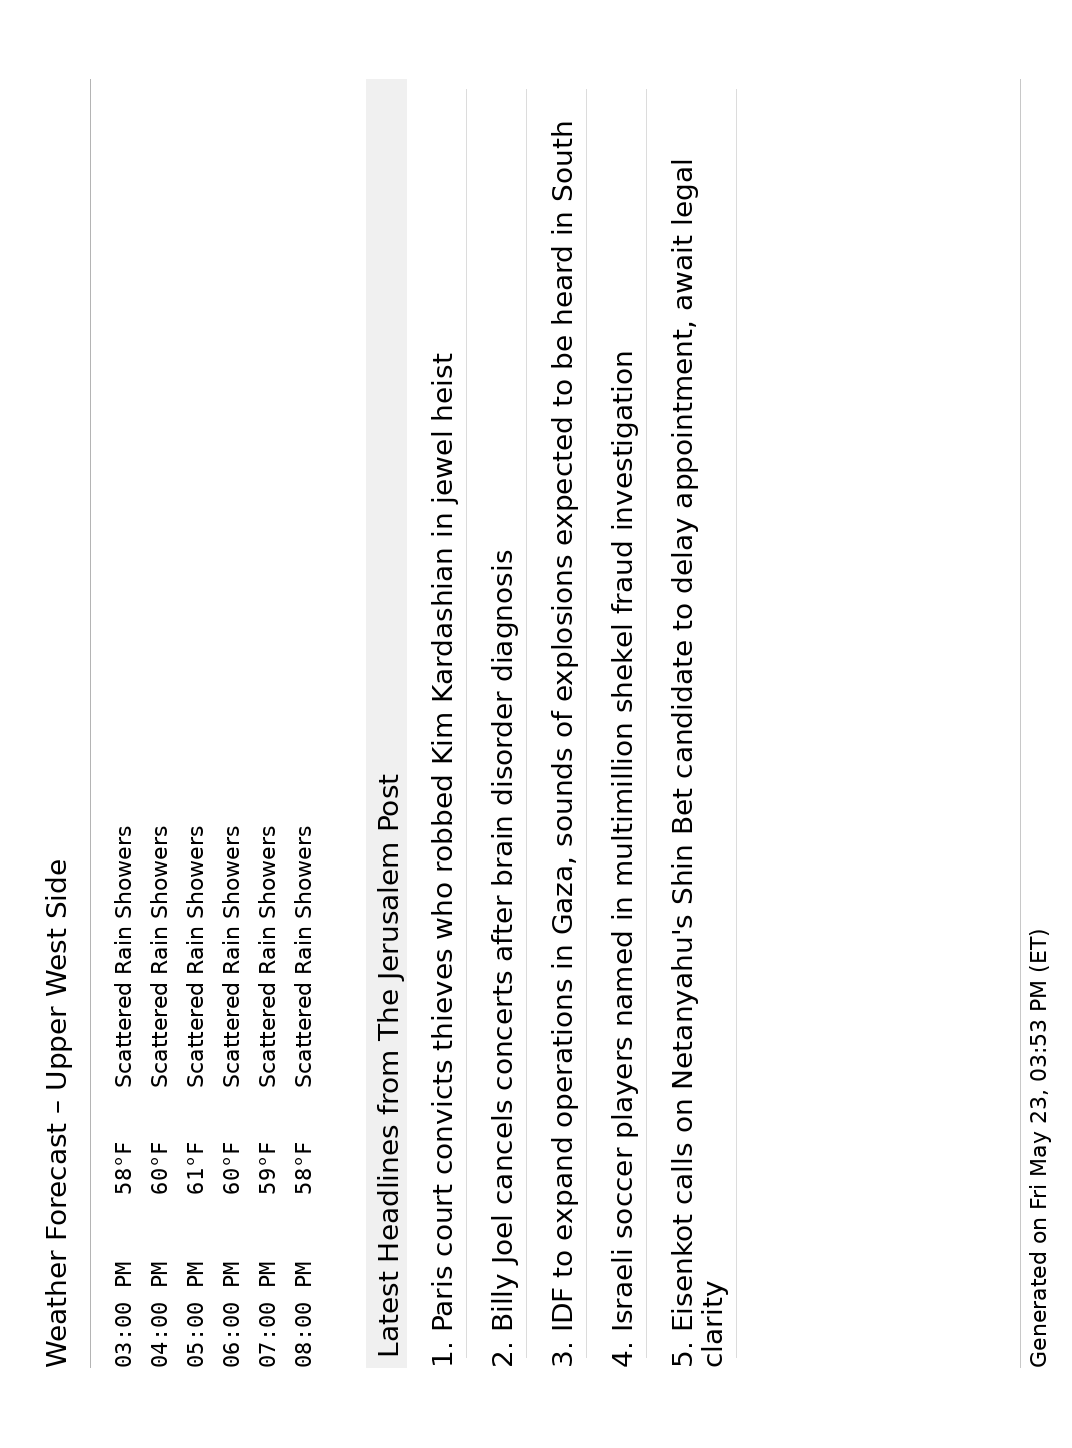 Weather Forecast – Upper West Side
03:00 PM 58°F Scattered Rain Showers
04:00 PM 60°F Scattered Rain Showers
05:00 PM 61°F Scattered Rain Showers
06:00 PM 60°F Scattered Rain Showers
07:00 PM 59°F Scattered Rain Showers
08:00 PM 58°F Scattered Rain Showers
Latest Headlines from The Jerusalem Post
1. Paris court convicts thieves who robbed Kim Kardashian in jewel heist
2. Billy Joel cancels concerts after brain disorder diagnosis
3. IDF to expand operations in Gaza, sounds of explosions expected to be heard in South
4. Israeli soccer players named in multimillion shekel fraud investigation
5. Eisenkot calls on Netanyahu's Shin Bet candidate to delay appointment, await legal
clarity
Generated on Fri May 23, 03:53 PM (ET)